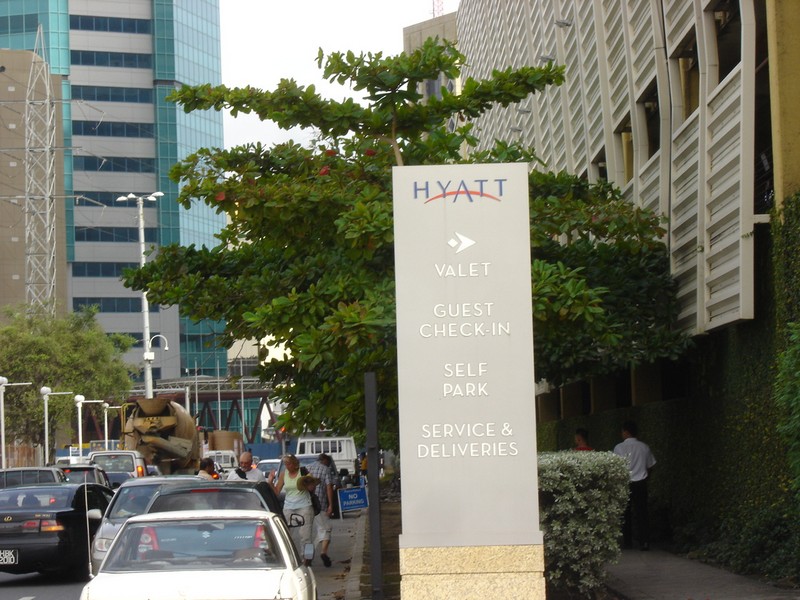 HYATT
VALET
GUEST
CHECK-IN
SELF
PARK
SERVICE &
DELIVERIES
NO
PARKING